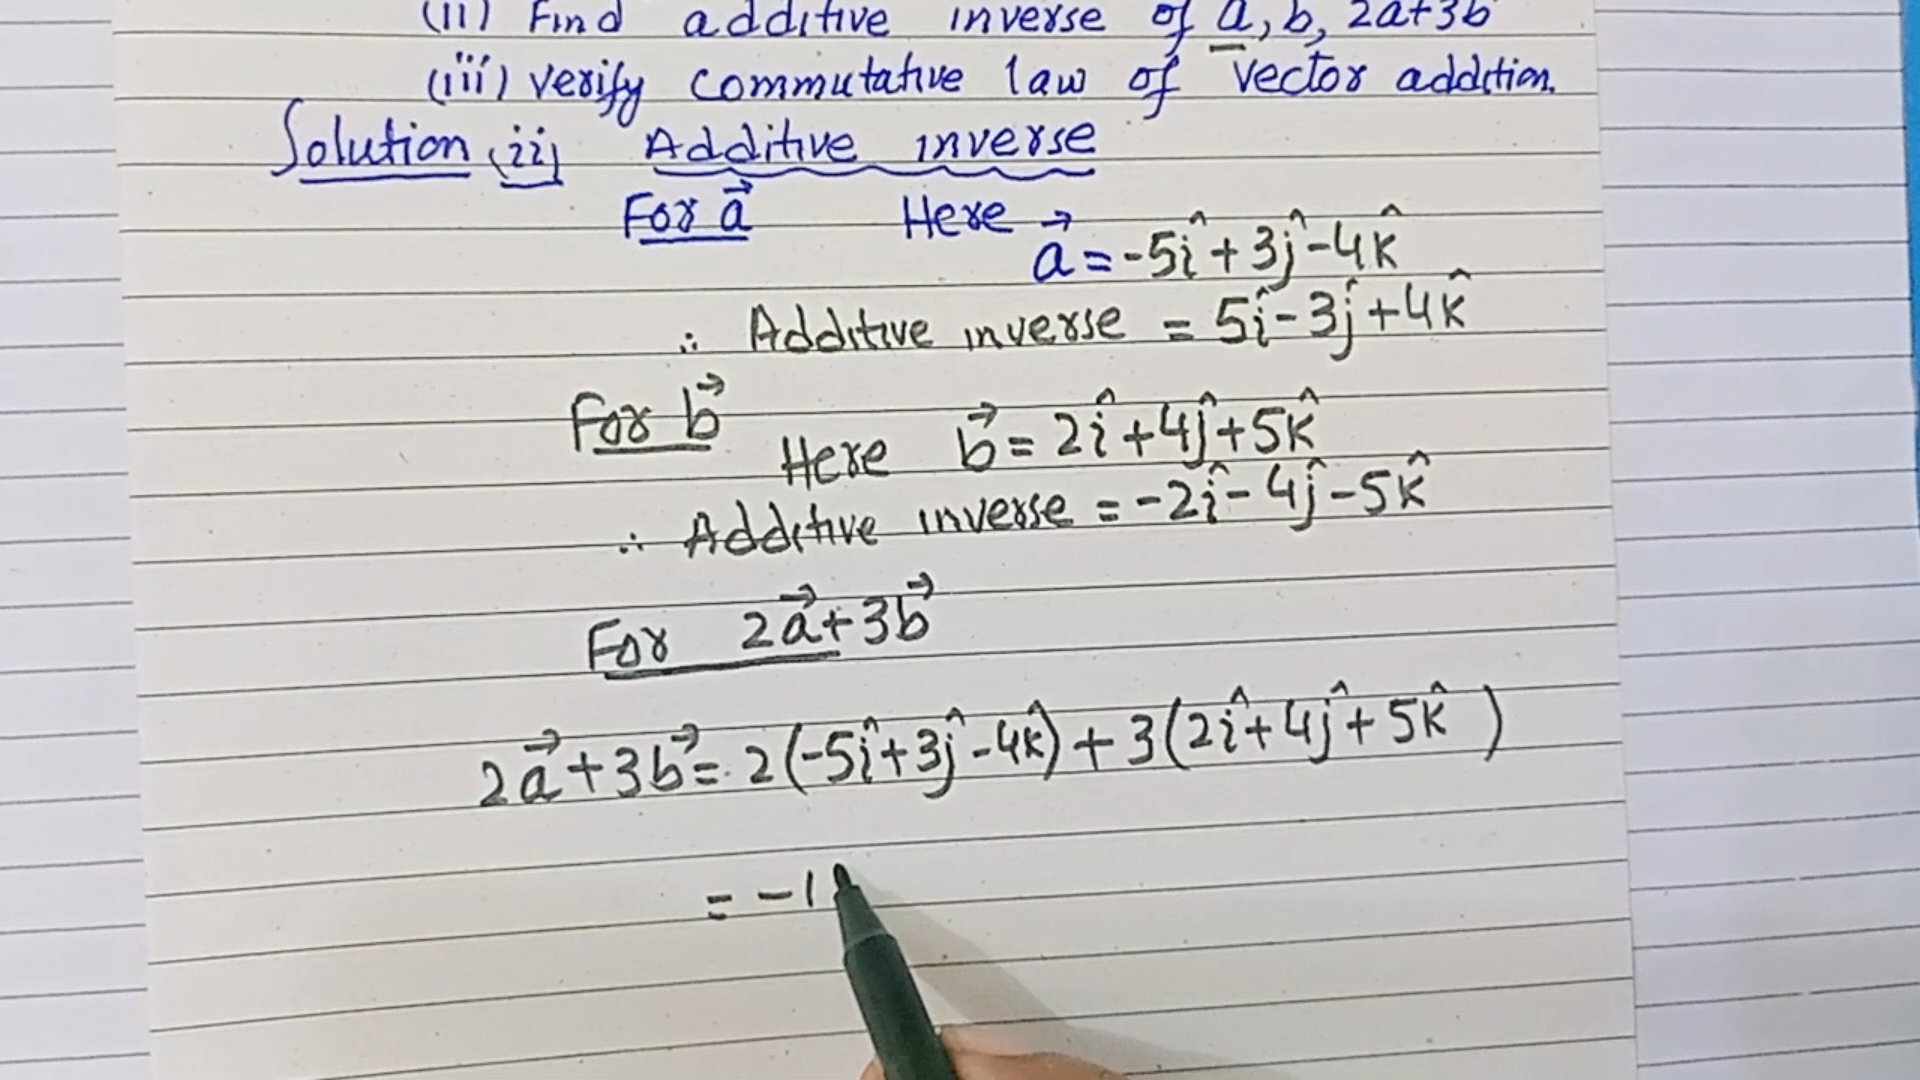 (ii) Find additive inverse of a, b, 2a+3b
(iii) verify commutative law of vector addition.
Solution (ii) Additive inverse
For a⃗ Here
a⃗ = -5î + 3ĵ - 4k̂
∴ Additive inverse = 5î - 3ĵ + 4k̂
For b⃗
Here b⃗ = 2î + 4ĵ + 5k̂
∴ Additive inverse = -2î - 4ĵ - 5k̂
For 2a⃗ + 3b⃗
2a⃗ + 3b⃗ = 2(-5î + 3ĵ - 4k̂) + 3(2î + 4ĵ + 5k̂)
= -1